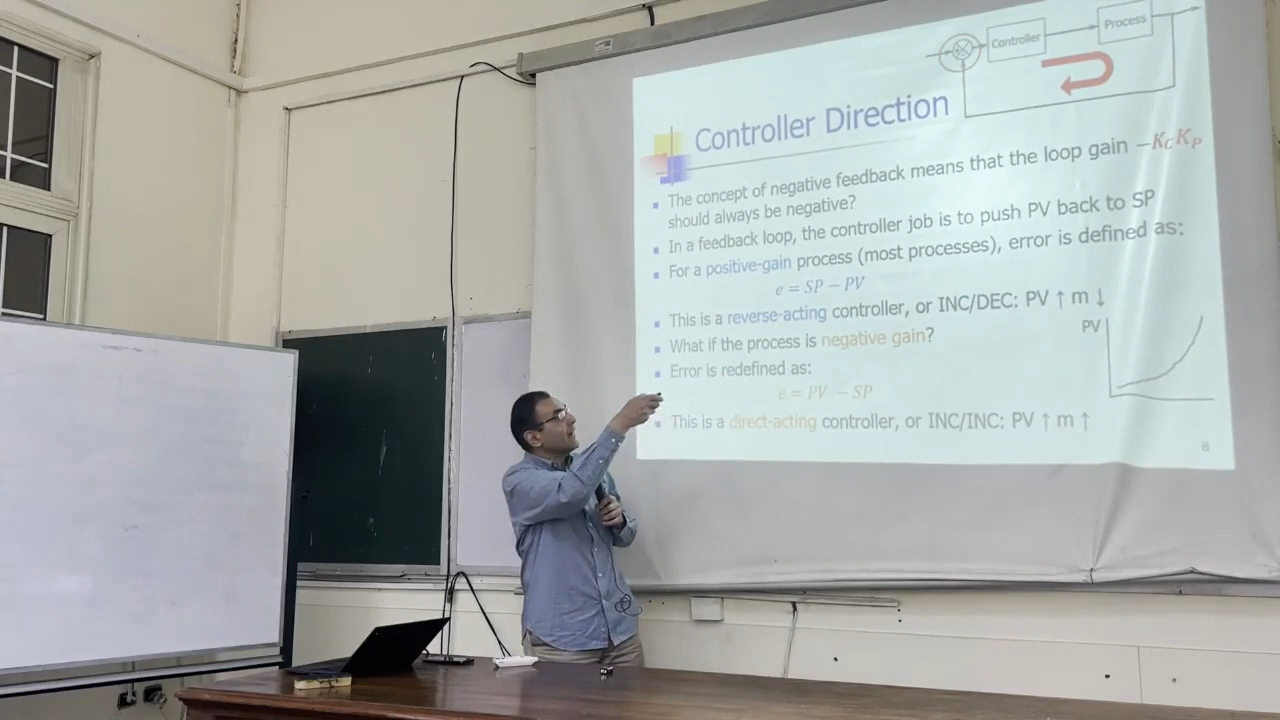 Controller
Process
Controller Direction
The concept of negative feedback means that the loop gain −K_C K_P
should always be negative?
In a feedback loop, the controller job is to push PV back to SP
For a positive-gain process (most processes), error is defined as:
e = SP − PV
This is a reverse-acting controller, or INC/DEC: PV ↑ m ↓
What if the process is negative gain?
PV
Error is redefined as:
e = PV − SP
This is a direct-acting controller, or INC/INC: PV ↑ m ↑
8